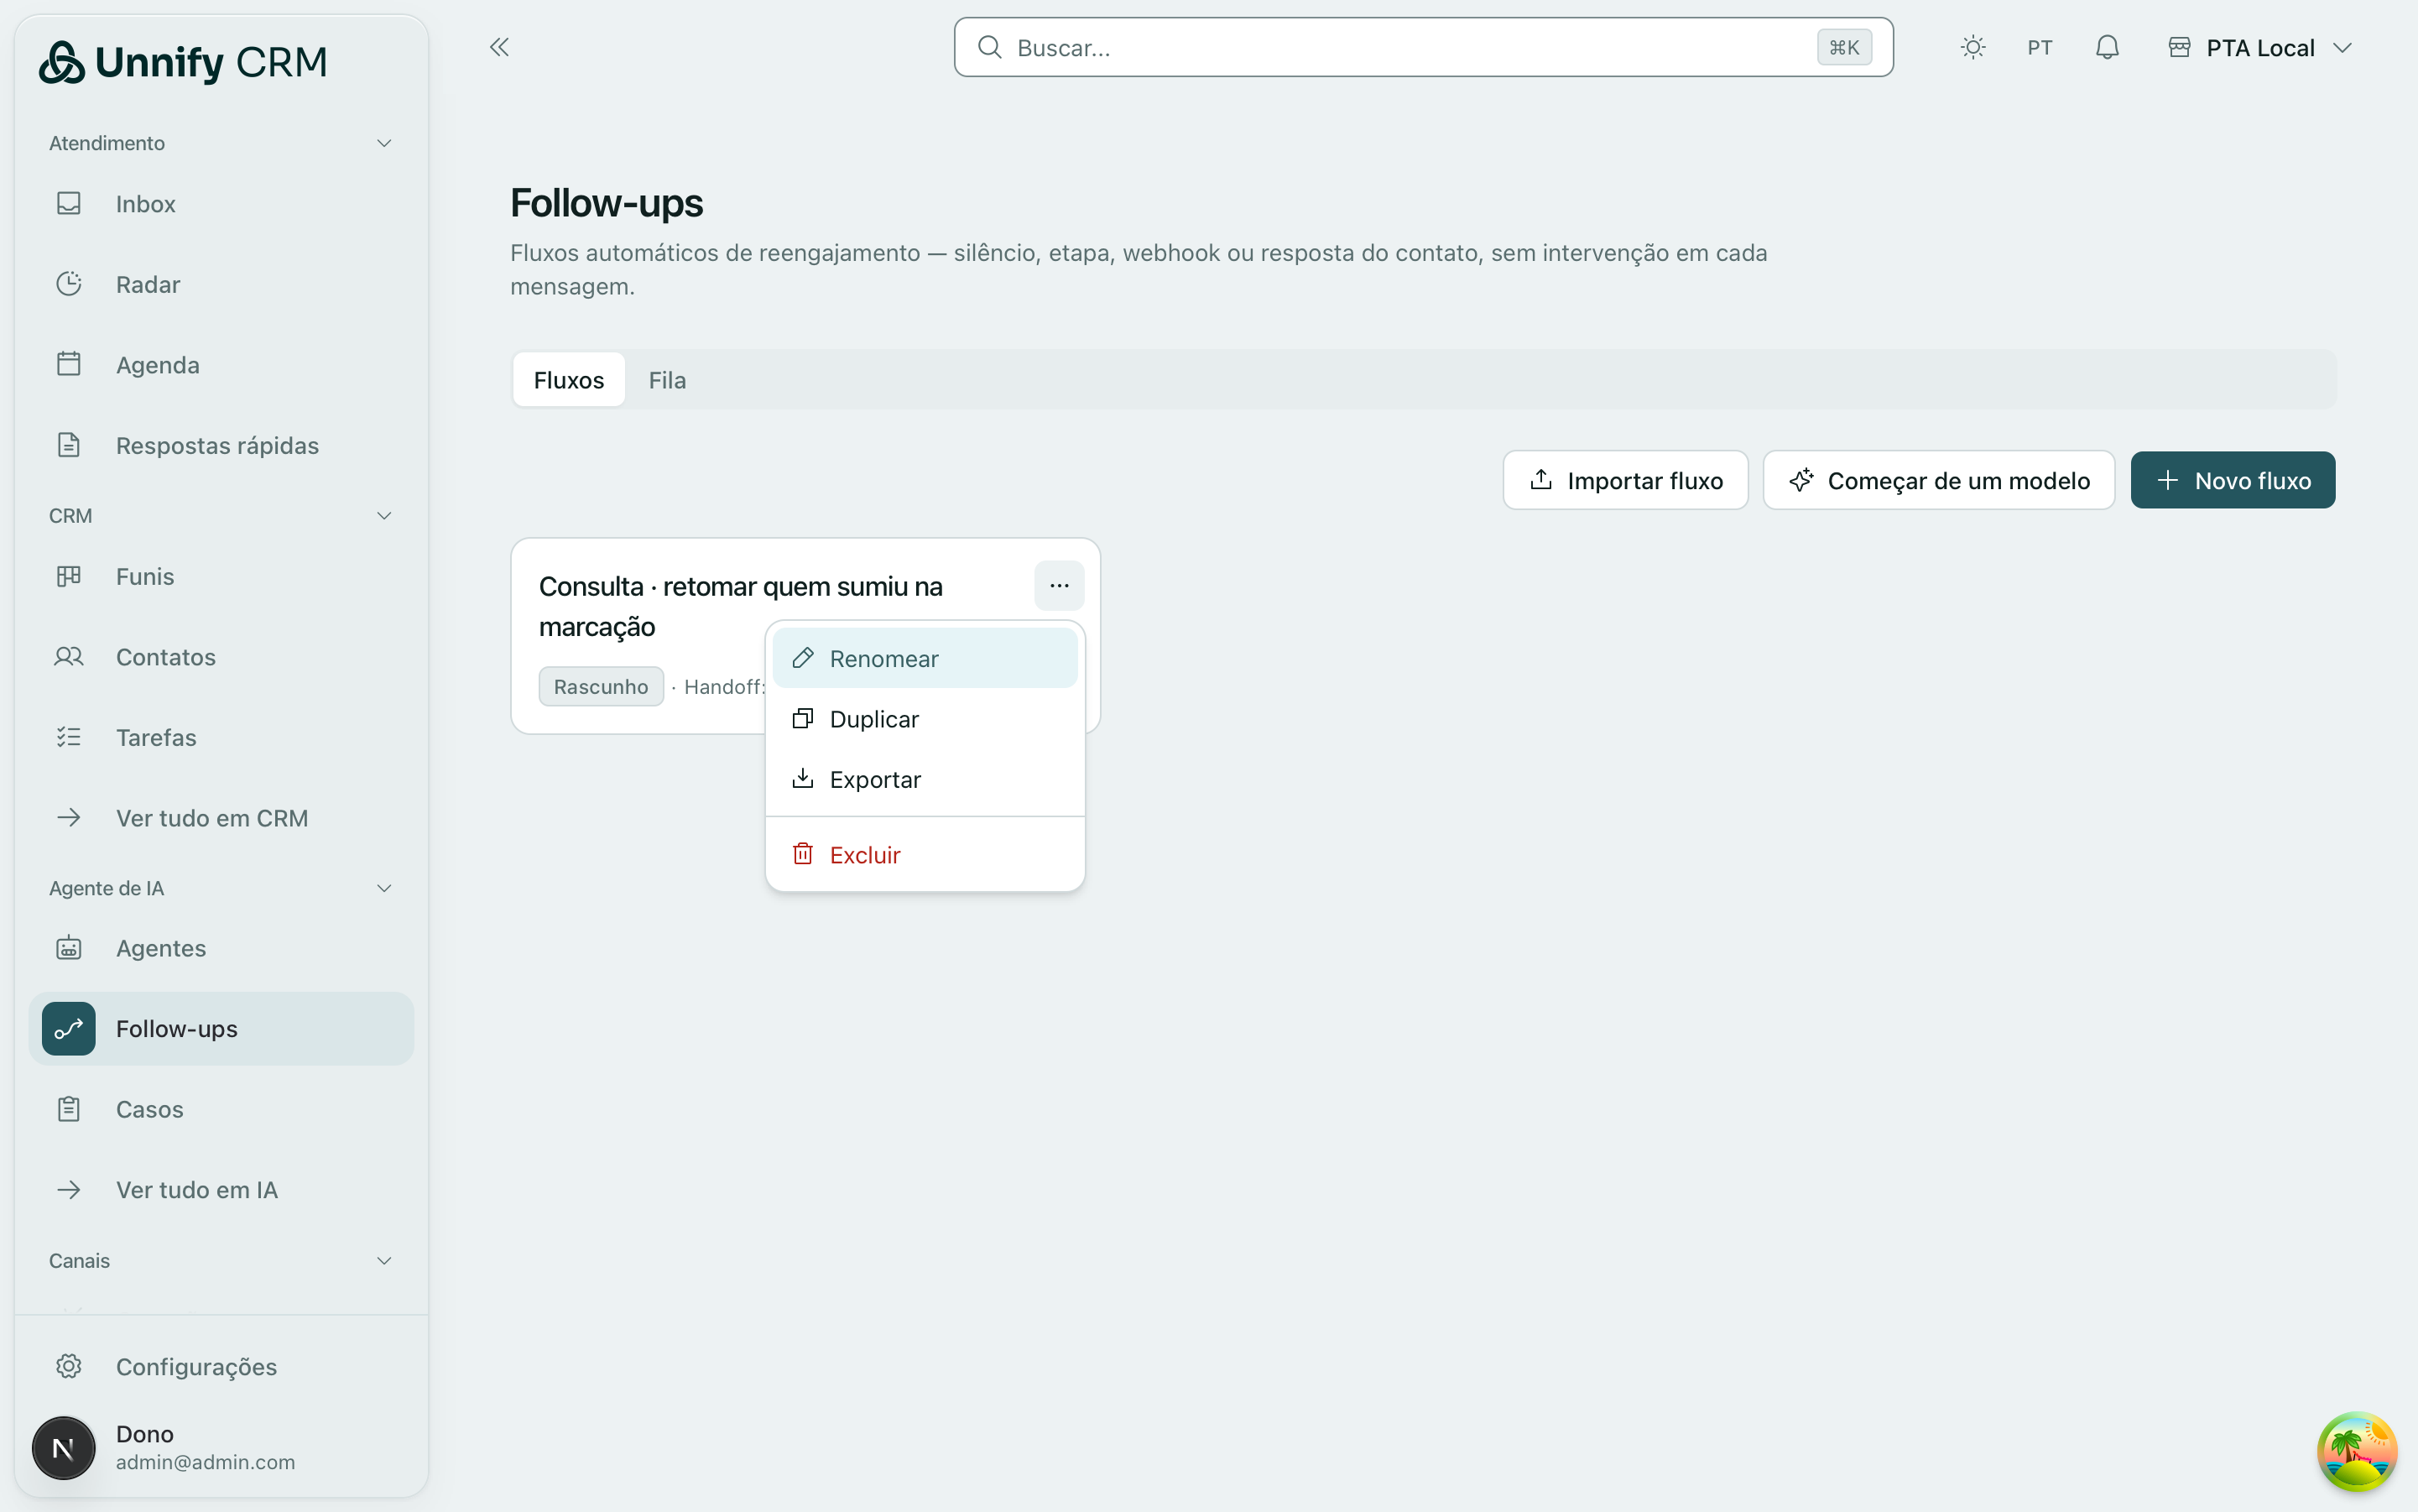 Unnify CRM
Buscar...
⌘K
PT
PTA Local
Atendimento
Inbox
Radar
Agenda
Respostas rápidas
CRM
Funis
Contatos
Tarefas
Ver tudo em CRM
Agente de IA
Agentes
Follow-ups
Casos
Ver tudo em IA
Canais
Configurações
N
Dono
admin@admin.com
Follow-ups
Fluxos automáticos de reengajamento — silêncio, etapa, webhook ou resposta do contato, sem intervenção em cada
mensagem.
Fluxos
Fila
Importar fluxo
Começar de um modelo
Novo fluxo
Consulta · retomar quem sumiu na
marcação
Rascunho · Handoff:
Renomear
Duplicar
Exportar
Excluir